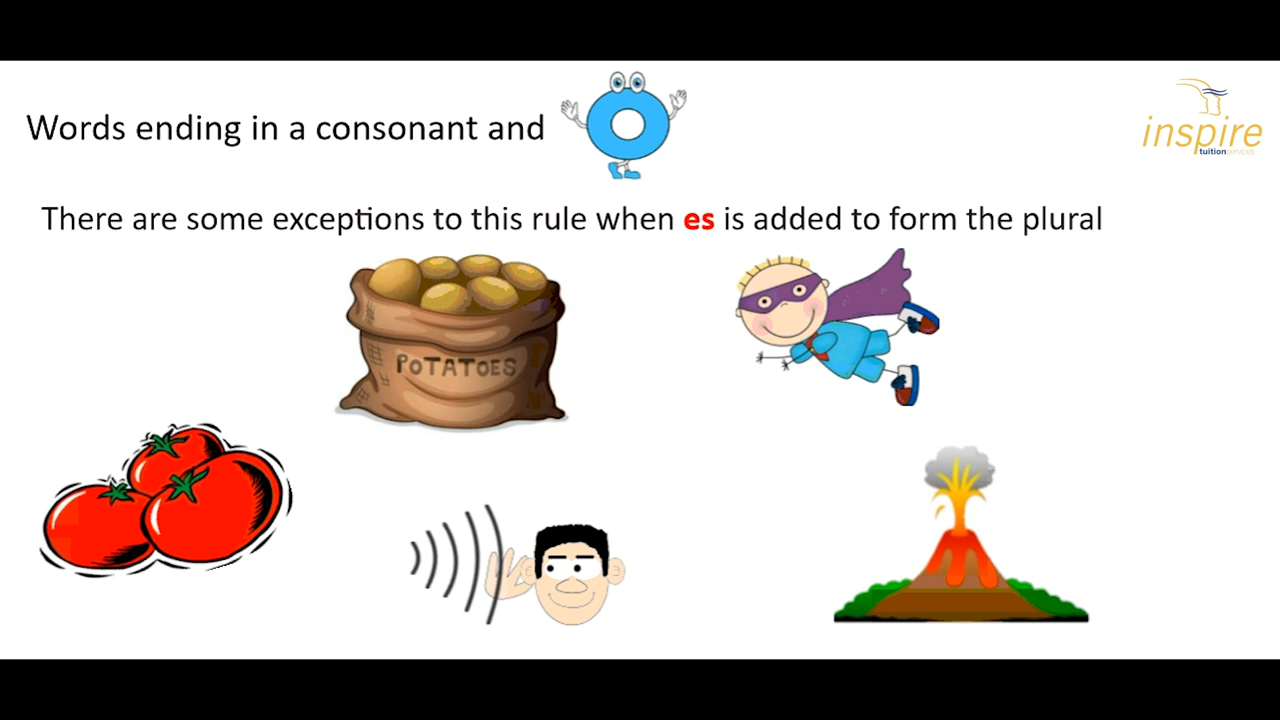 Words ending in a consonant and
inspire
tuition services
There are some exceptions to this rule when es is added to form the plural
POTATOES